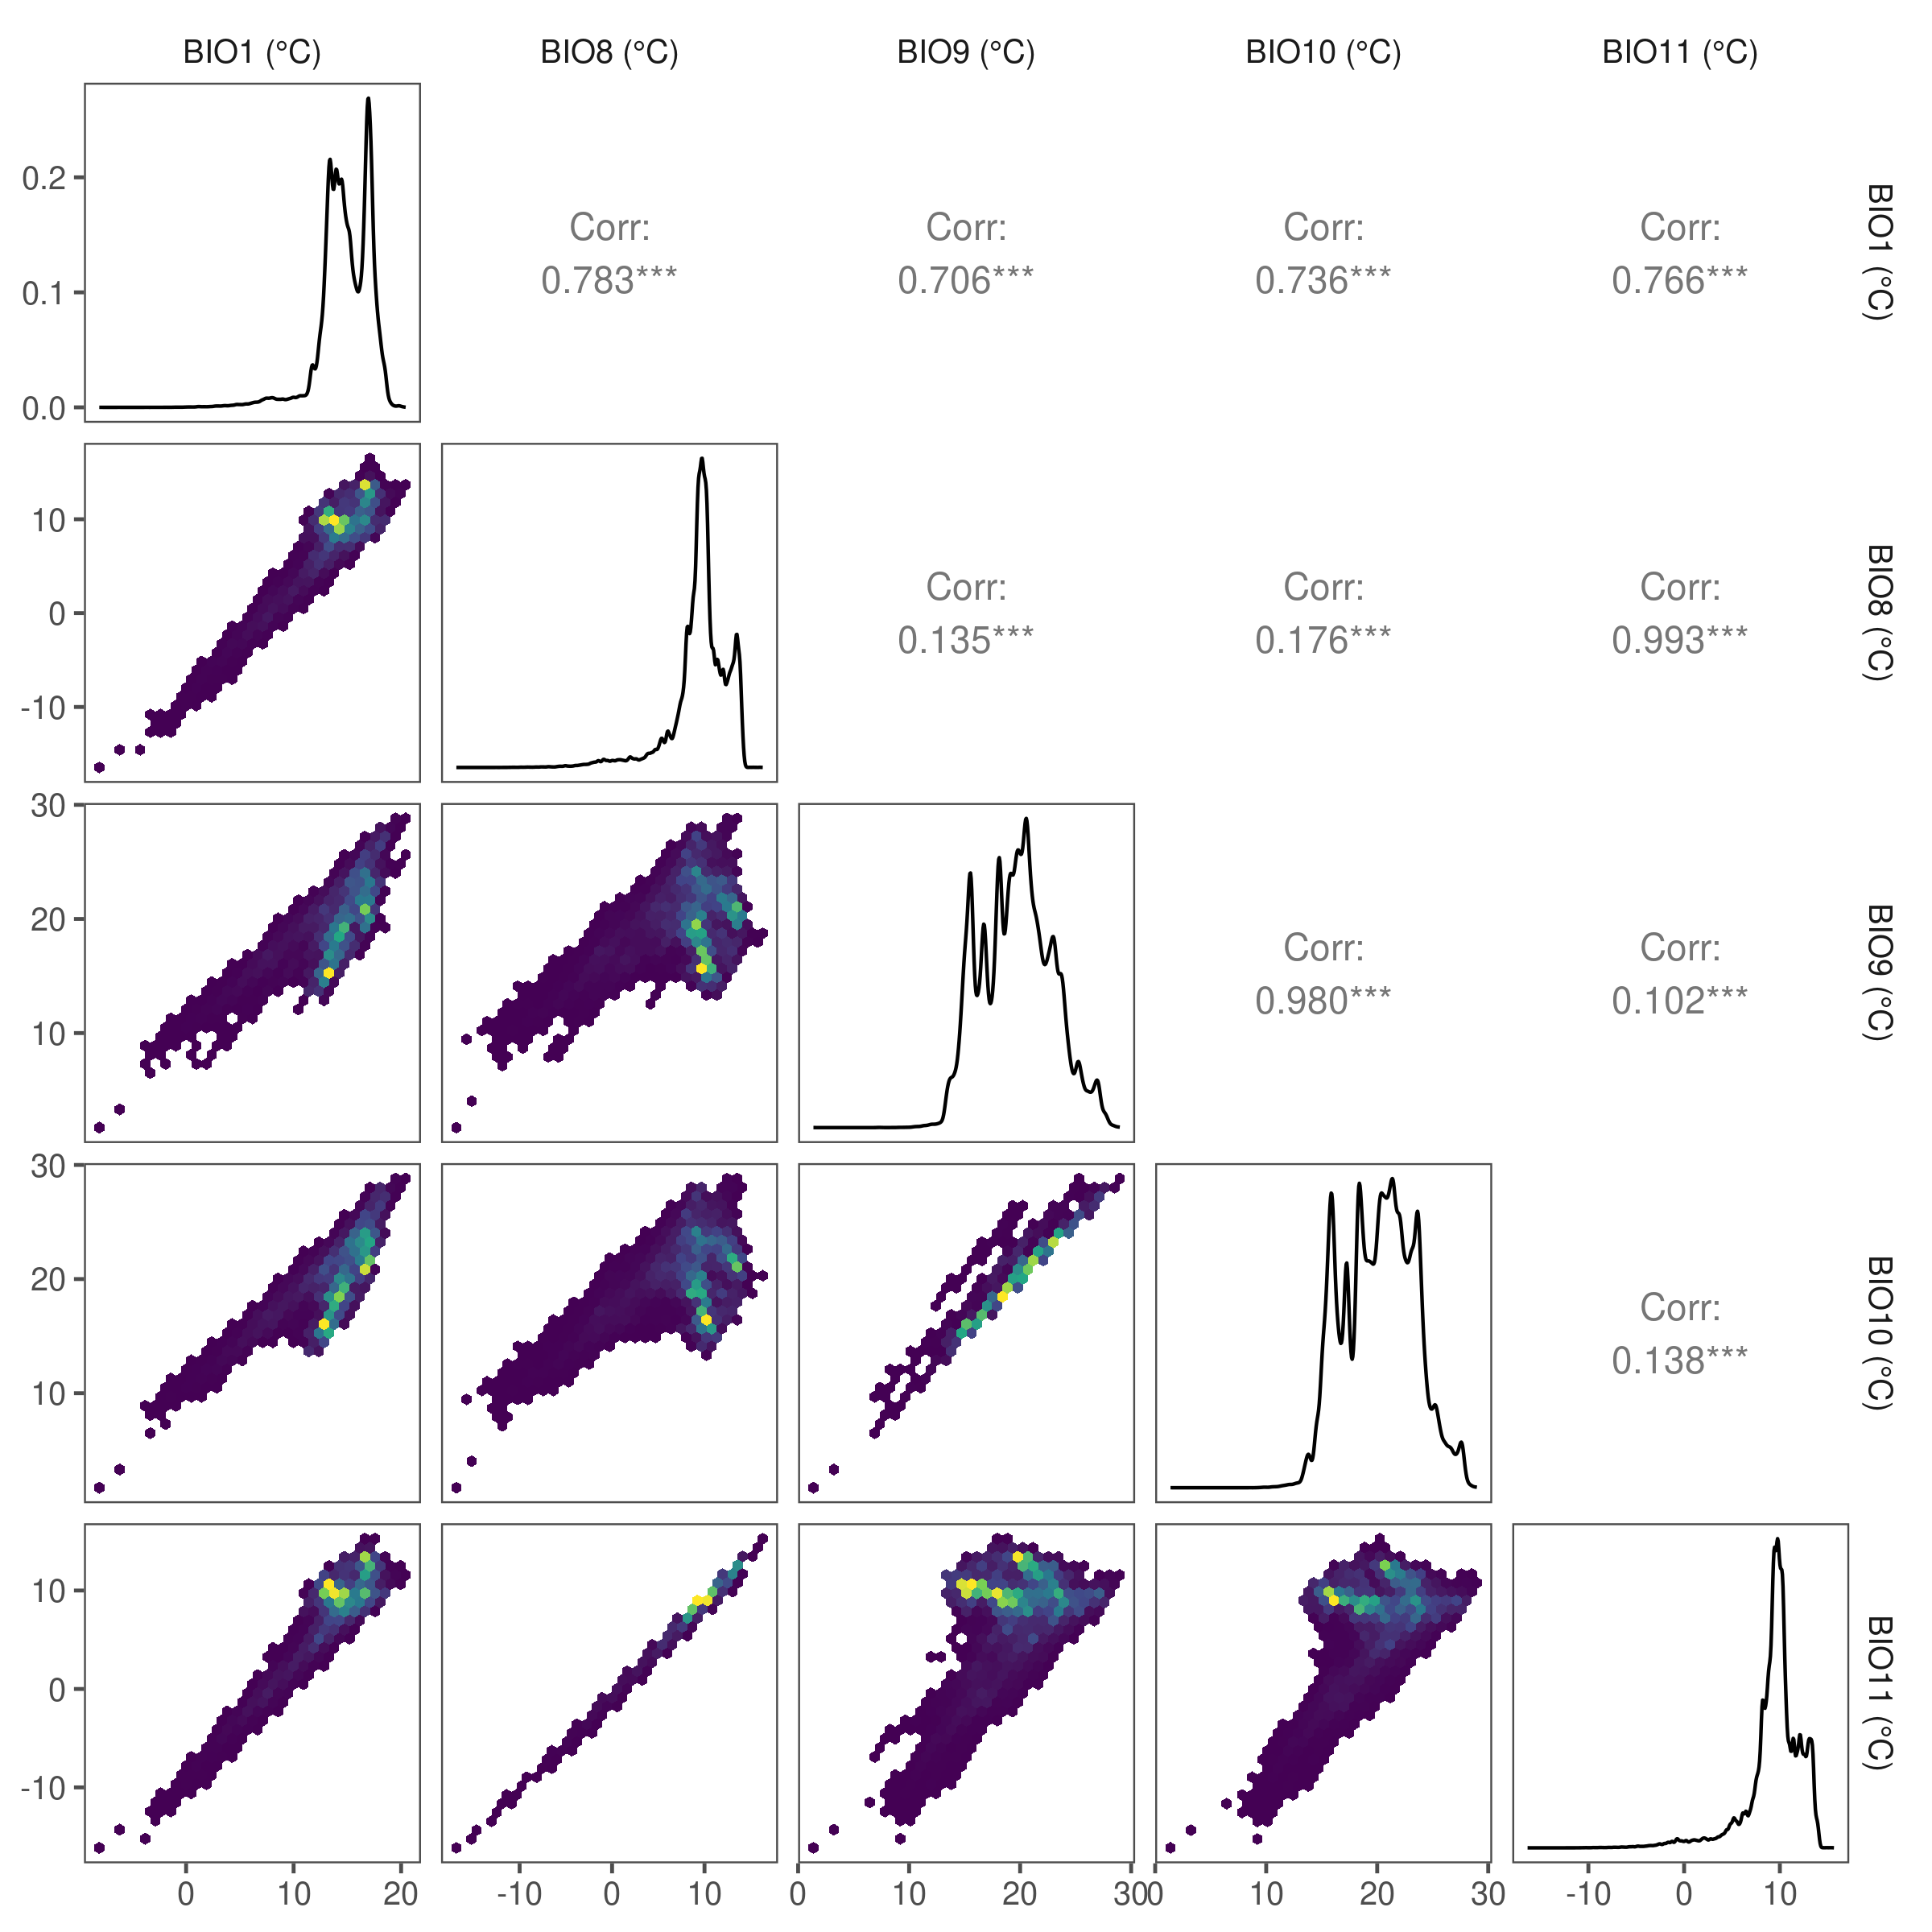 BIO1 (°C) BIO8 (°C) BIO9 (°C) BIO10 (°C) BIO11 (°C)
0.2
0.1
0.0
Corr: Corr: Corr: Corr:
0.783*** 0.706*** 0.736*** 0.766***
BIO1 (°C)
10
0
-10
Corr: Corr: Corr:
0.135*** 0.176*** 0.993***
BIO8 (°C)
30
20
10
Corr: Corr:
0.980*** 0.102***
BIO9 (°C)
30
20
10
Corr:
0.138***
BIO10 (°C)
10
0
-10
BIO11 (°C)
0 10 20 -10 0 10 0 10 20 30 0 10 20 30 -10 0 10